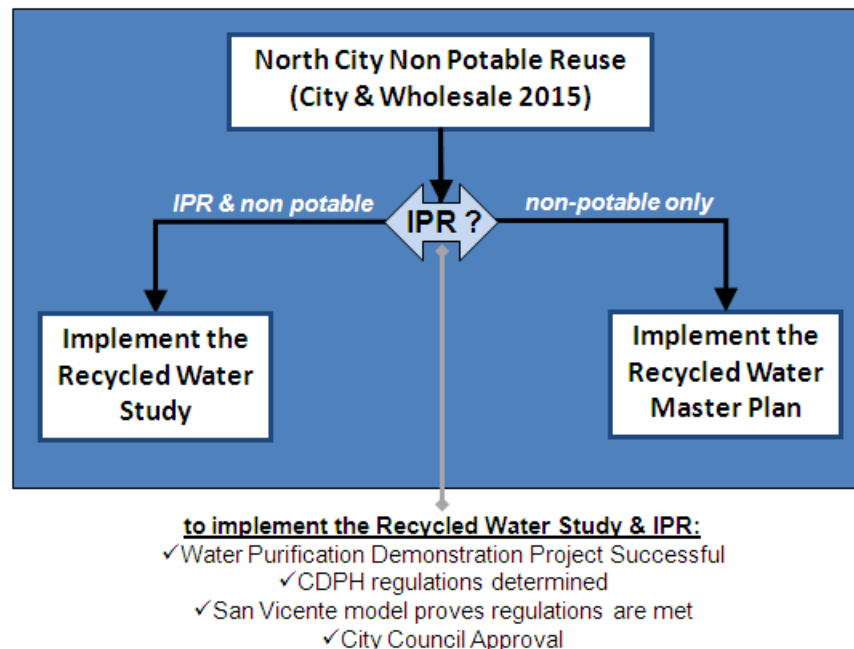 North City Non Potable Reuse
(City & Wholesale 2015)
IPR & non potable
IPR ?
non-potable only
Implement the
Recycled Water
Study
Implement the
Recycled Water
Master Plan
to implement the Recycled Water Study & IPR:
✓Water Purification Demonstration Project Successful
✓CDPH regulations determined
✓San Vicente model proves regulations are met
✓City Council Approval